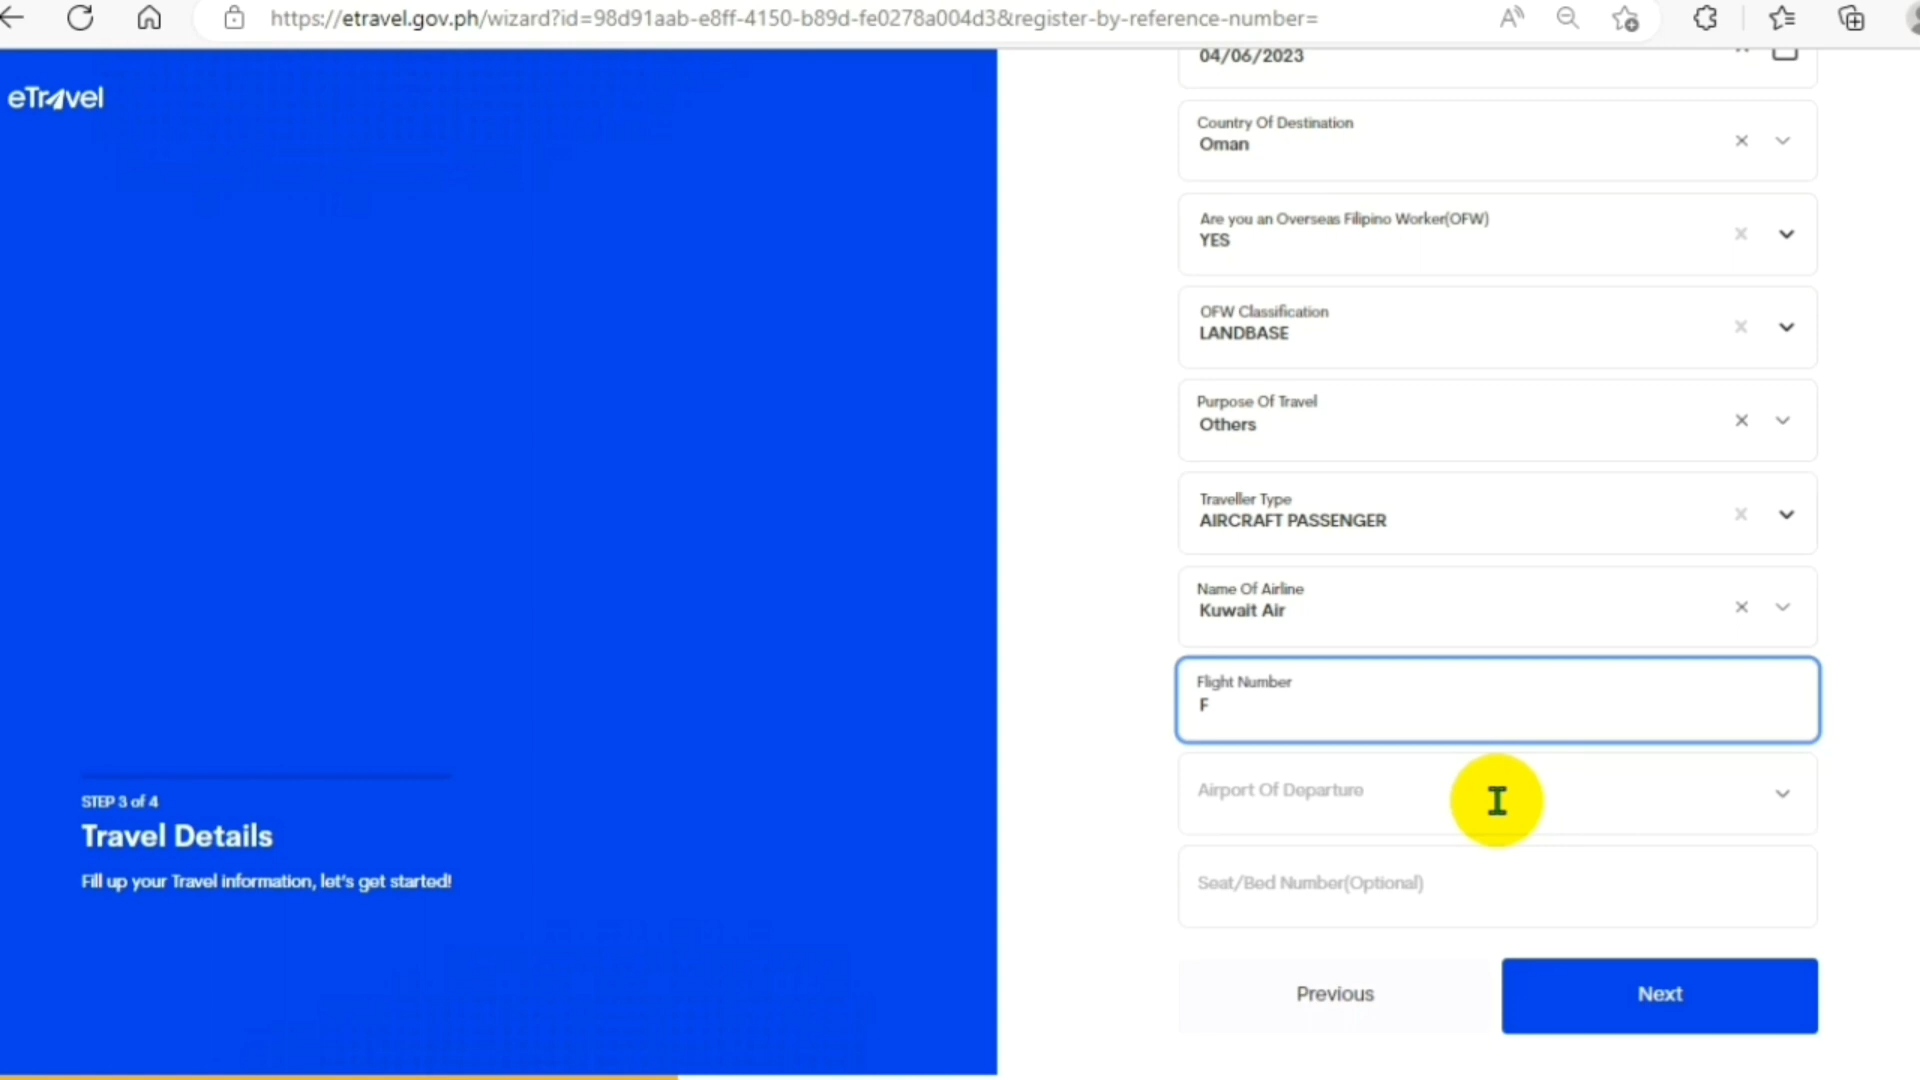 https://etravel.gov.ph/wizard?id=98d91aab-e8ff-4150-b89d-fe0278a004d3&register-by-reference-number=
eTravel
04/06/2023
Country Of Destination
Oman
Are you an Overseas Filipino Worker(OFW)
YES
OFW Classification
LANDBASE
Purpose Of Travel
Others
Traveller Type
AIRCRAFT PASSENGER
Name Of Airline
Kuwait Air
Flight Number
F
Airport Of Departure
Seat/Bed Number(Optional)
STEP 3 of 4
Travel Details
Fill up your Travel information, let's get started!
Previous
Next